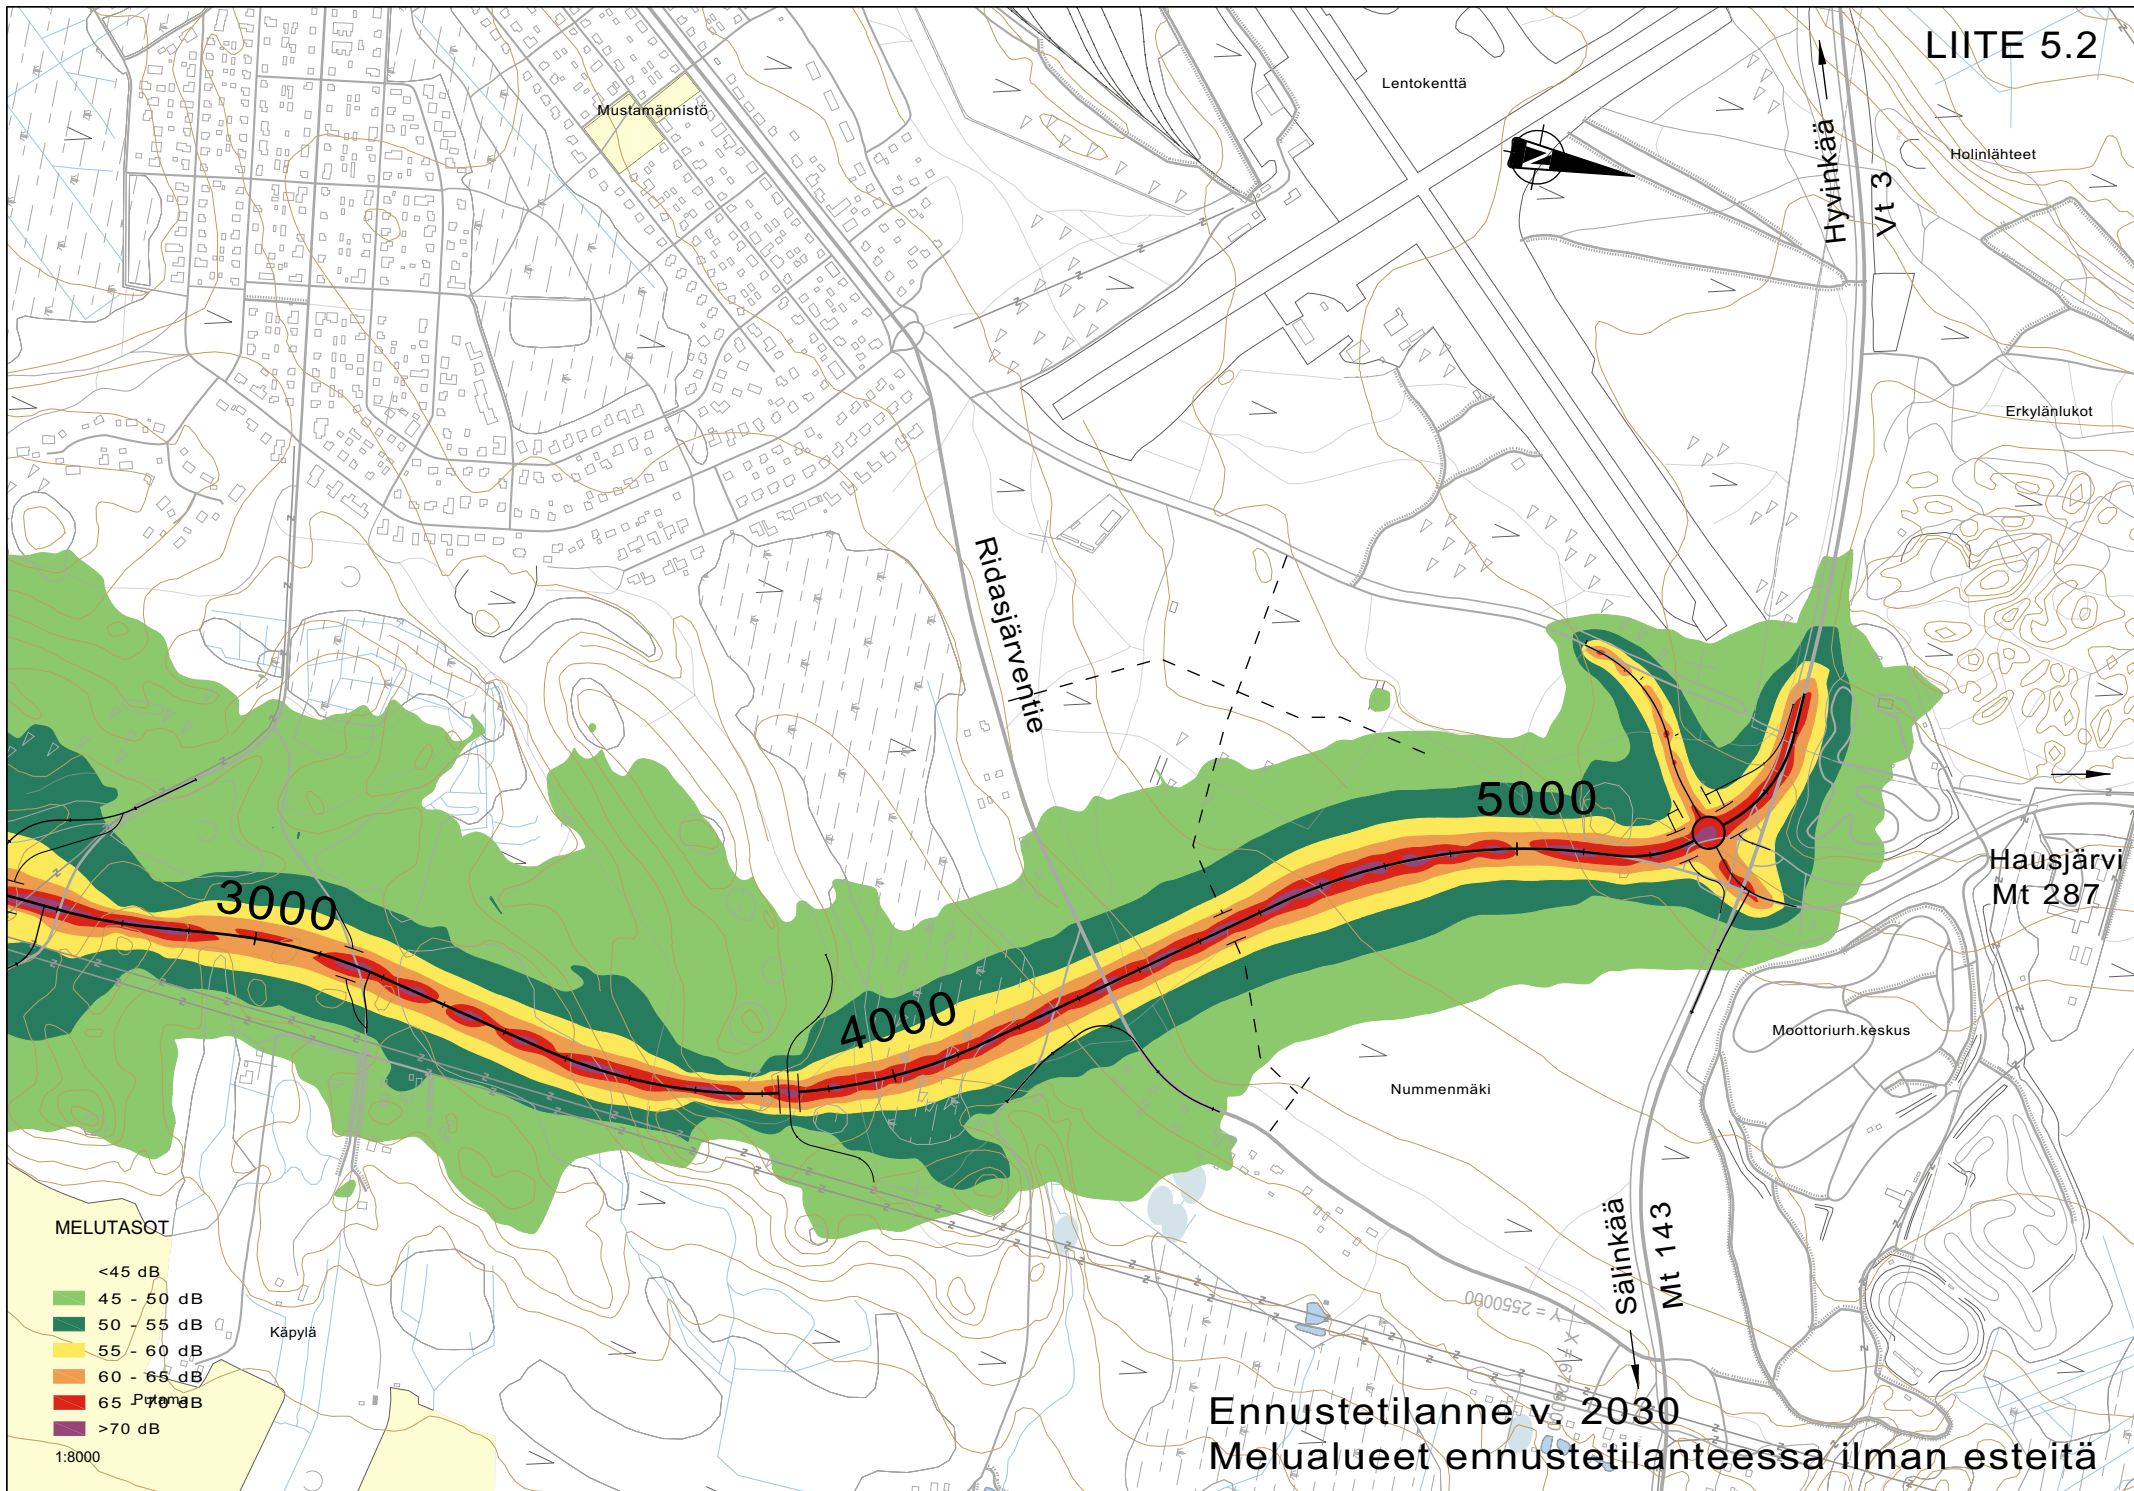 LIITE 5.2
Lentokenttä
Mustamännistö
N
Hyvinkää
Vt 3
Holinlähteet
Erkylänlukot
Ridasjärventie
5000
Hausjärvi
Mt 287
3000
4000
Moottoriurh.keskus
Nummenmäki
Sälinkää
Mt 143
Y = 2550000
MELUTASOT
<45 dB
45 - 50 dB
50 - 55 dB
55 - 60 dB
60 - 65 dB
65 - 70 dB
>70 dB
1:8000
Käpylä
Putama
Ennustetilanne v. 2030
Melualueet ennustetilanteessa ilman esteitä